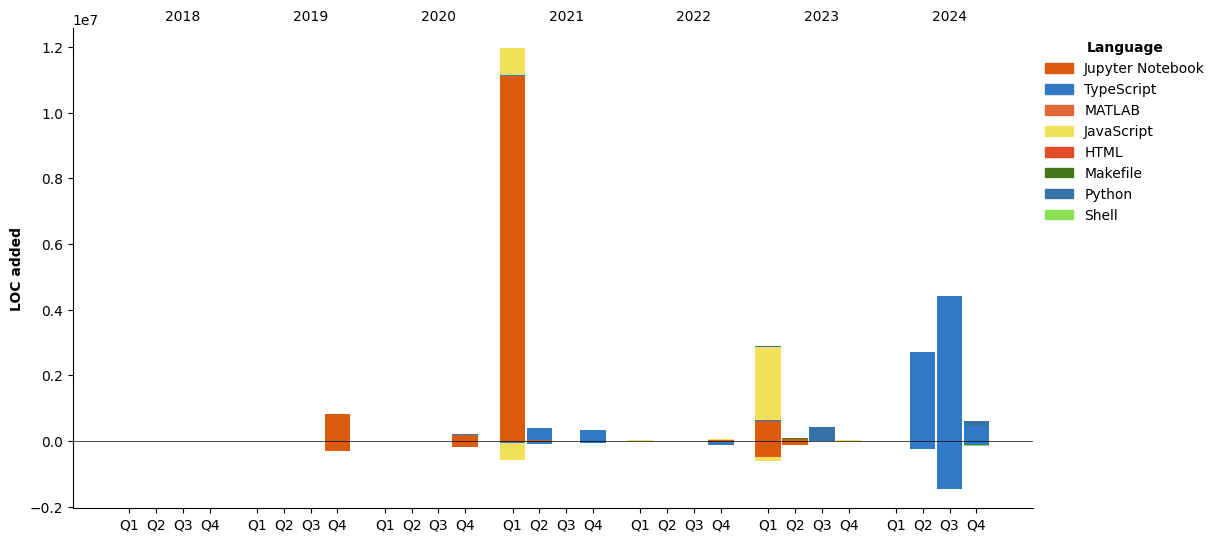 1e7
2018 2019 2020 2021 2022 2023 2024
Language
Jupyter Notebook
TypeScript
MATLAB
JavaScript
HTML
Makefile
Python
Shell
LOC added
1.2
1.0
0.8
0.6
0.4
0.2
0.0
−0.2
Q1 Q2 Q3 Q4 Q1 Q2 Q3 Q4 Q1 Q2 Q3 Q4 Q1 Q2 Q3 Q4 Q1 Q2 Q3 Q4 Q1 Q2 Q3 Q4 Q1 Q2 Q3 Q4